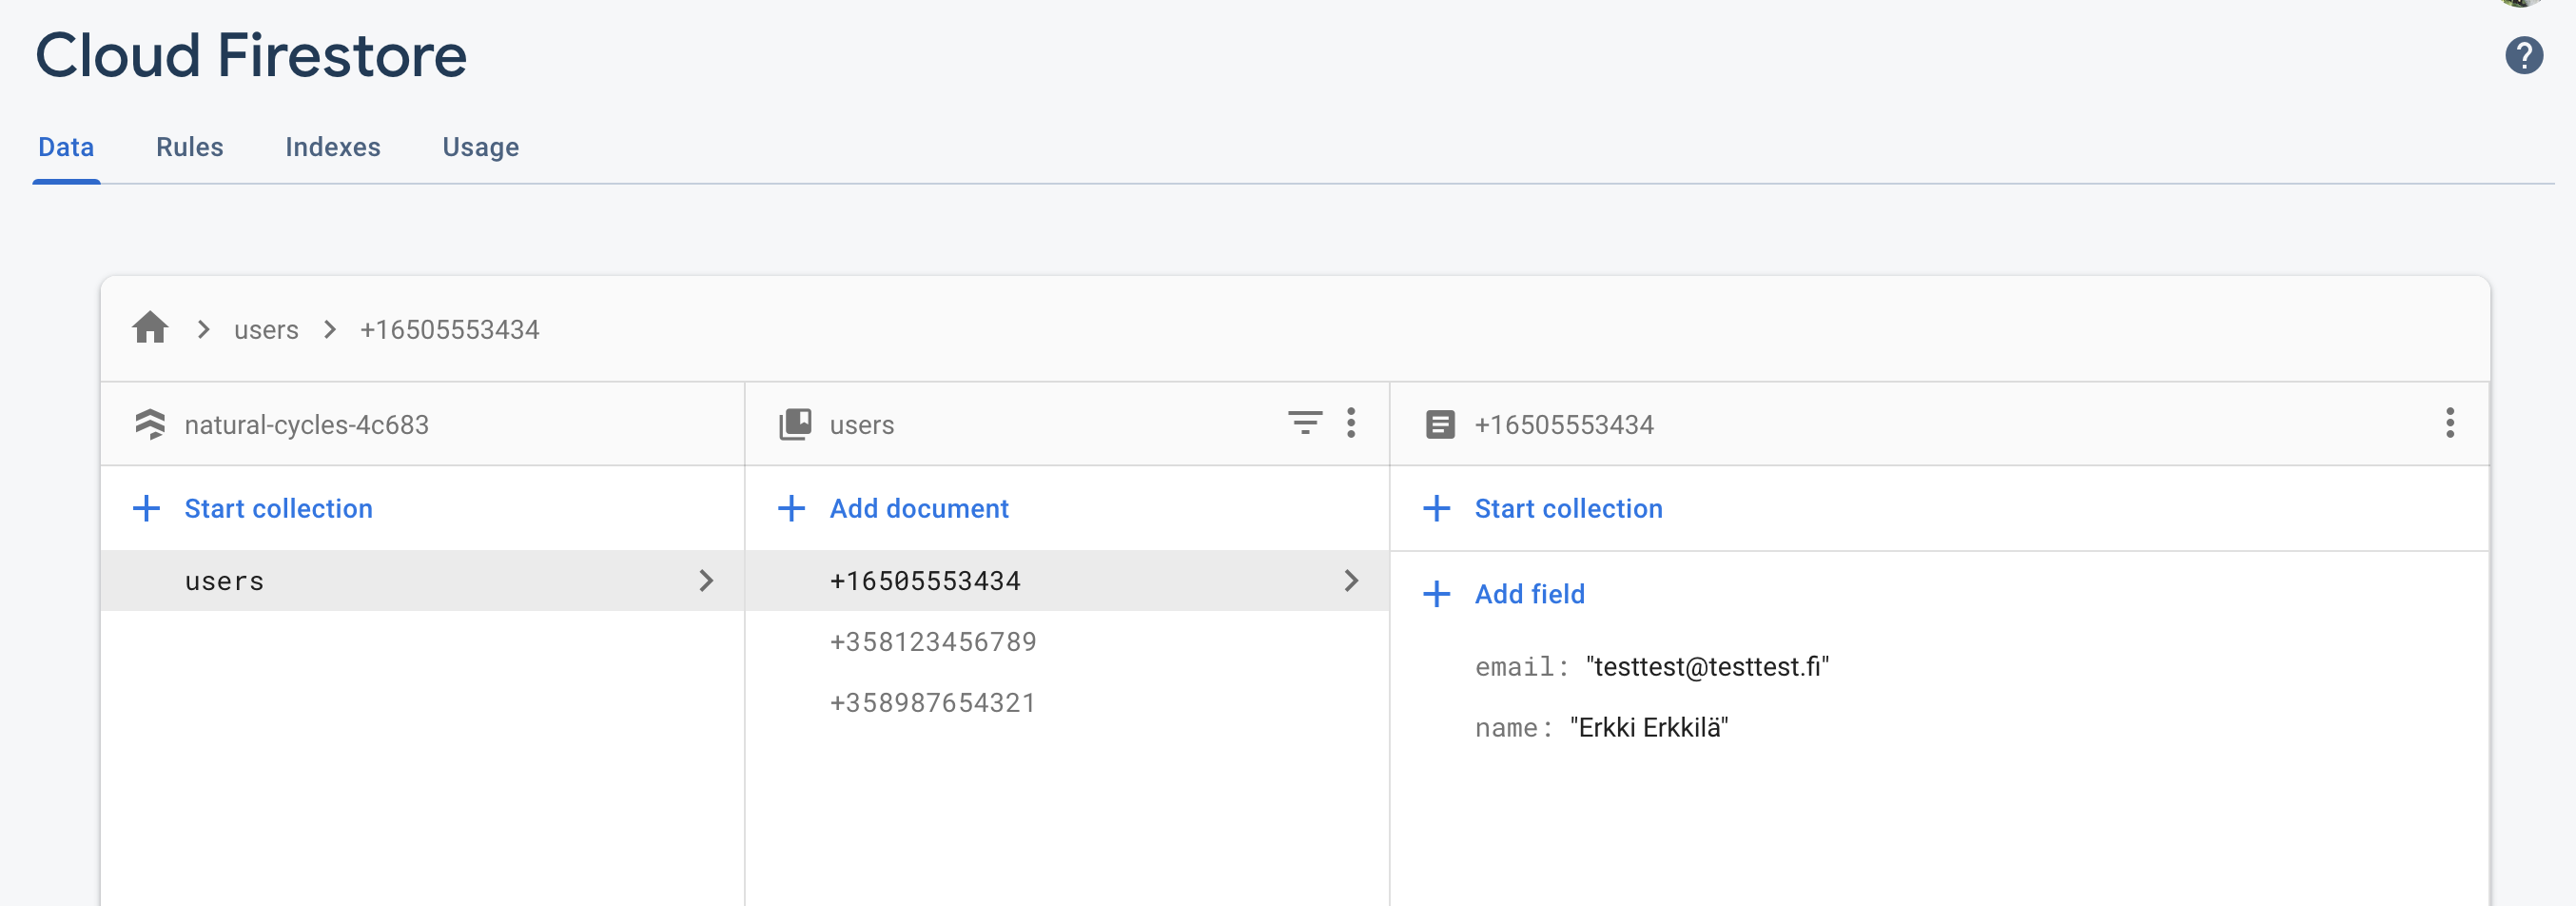 Cloud Firestore
?
Data Rules Indexes Usage
users +16505553434
natural-cycles-4c683
users
+16505553434
Start collection
Add document
Start collection
users
+16505553434
+358123456789
+358987654321
Add field
email: "testtest@testtest.fi"
name: "Erkki Erkkilä"